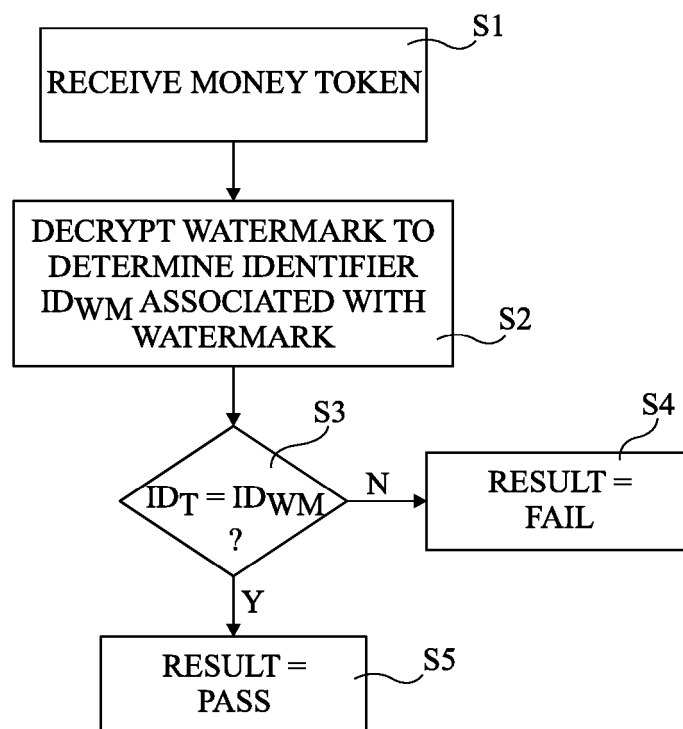 S1
RECEIVE MONEY TOKEN
DECRYPT WATERMARK TO
DETERMINE IDENTIFIER
IDWM ASSOCIATED WITH
WATERMARK
S2
S3
IDT = IDWM
?
N
S4
RESULT =
FAIL
Y
RESULT =
PASS
S5